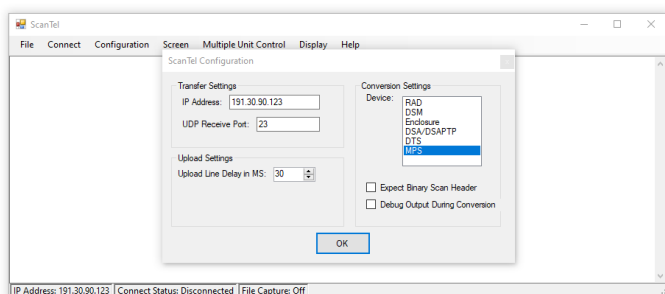 ScanTel
File Connect Configuration Screen Multiple Unit Control Display Help
ScanTel Configuration
Transfer Settings
IP Address: 191.30.90.123
UDP Receive Port: 23
Upload Settings
Upload Line Delay in MS: 30
Conversion Settings
Device:
RAD
DSM
Enclosure
DSA/DSAPTP
DTS
MPS
Expect Binary Scan Header
Debug Output During Conversion
OK
IP Address: 191.30.90.123 Connect Status: Disconnected File Capture: Off